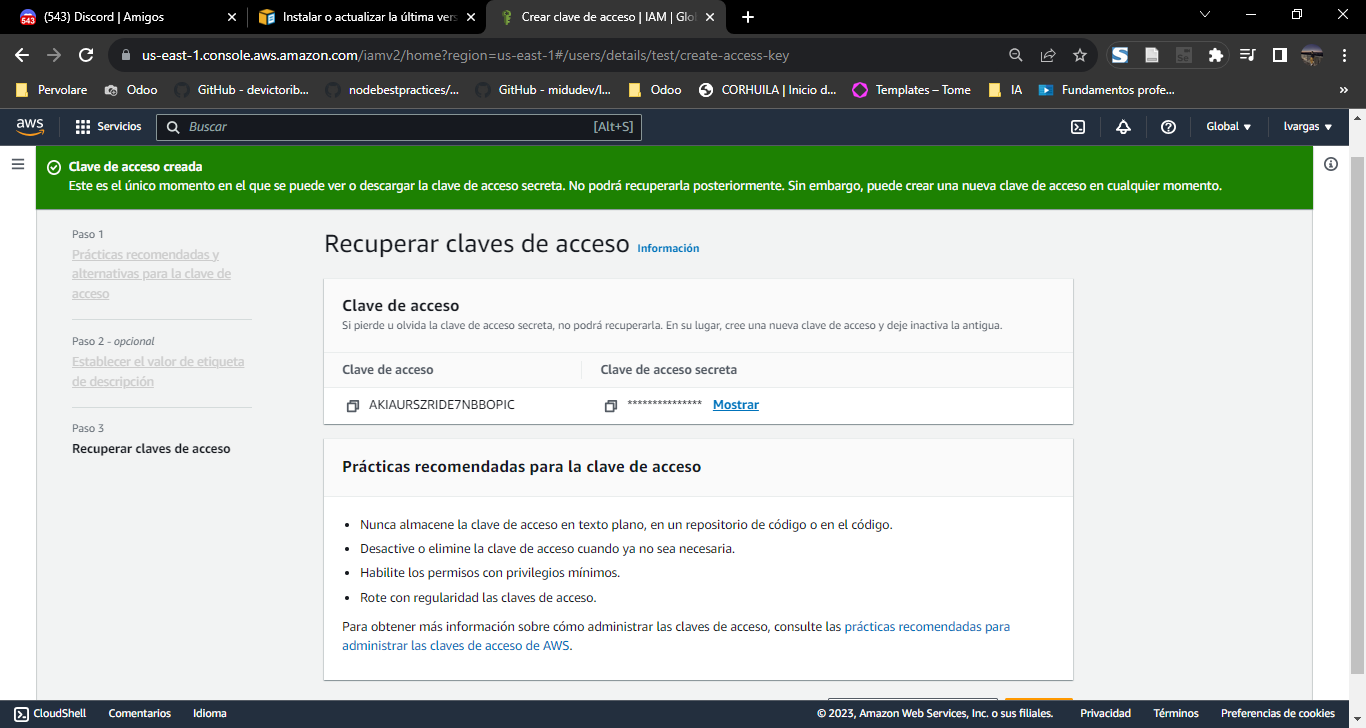 (543) Discord | Amigos
Instalar o actualizar la última vers
Crear clave de acceso | IAM | Glo
us-east-1.console.aws.amazon.com/iamv2/home?region=us-east-1#/users/details/test/create-access-key
Pervolare
Odoo
GitHub - devictorib...
nodebestpractices/...
GitHub - midudev/l...
Odoo
CORHUILA | Inicio d...
Templates – Tome
IA
Fundamentos profe...
»
aws
Servicios
Buscar
[Alt+S]
Global
lvargas
Clave de acceso creada
Este es el único momento en el que se puede ver o descargar la clave de acceso secreta. No podrá recuperarla posteriormente. Sin embargo, puede crear una nueva clave de acceso en cualquier momento.
Paso 1
Prácticas recomendadas y
alternativas para la clave de
acceso
Paso 2 - opcional
Establecer el valor de etiqueta
de descripción
Paso 3
Recuperar claves de acceso
Recuperar claves de acceso Información
Clave de acceso
Si pierde u olvida la clave de acceso secreta, no podrá recuperarla. En su lugar, cree una nueva clave de acceso y deje inactiva la antigua.
Clave de acceso
Clave de acceso secreta
AKIAURSZRIDE7NBBOPIC
*************** Mostrar
Prácticas recomendadas para la clave de acceso
• Nunca almacene la clave de acceso en texto plano, en un repositorio de código o en el código.
• Desactive o elimine la clave de acceso cuando ya no sea necesaria.
• Habilite los permisos con privilegios mínimos.
• Rote con regularidad las claves de acceso.
Para obtener más información sobre cómo administrar las claves de acceso, consulte las prácticas recomendadas para
administrar las claves de acceso de AWS.
CloudShell
Comentarios
Idioma
© 2023, Amazon Web Services, Inc. o sus filiales.
Privacidad
Términos
Preferencias de cookies